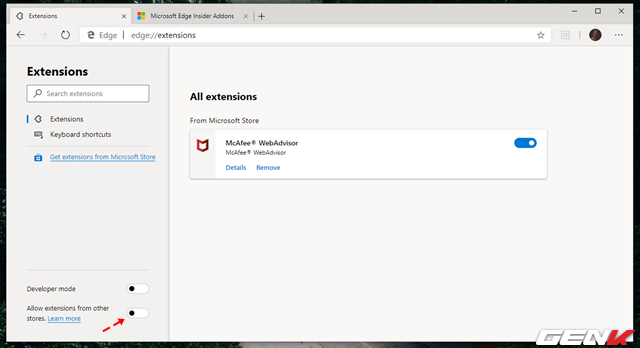 Extensions
Microsoft Edge Insider Addons
Edge | edge://extensions
Extensions
Search extensions
Extensions
Keyboard shortcuts
Get extensions from Microsoft Store
Developer mode
Allow extensions from other
stores. Learn more
All extensions
From Microsoft Store
McAfee® WebAdvisor
McAfee® WebAdvisor
Details Remove
GENK